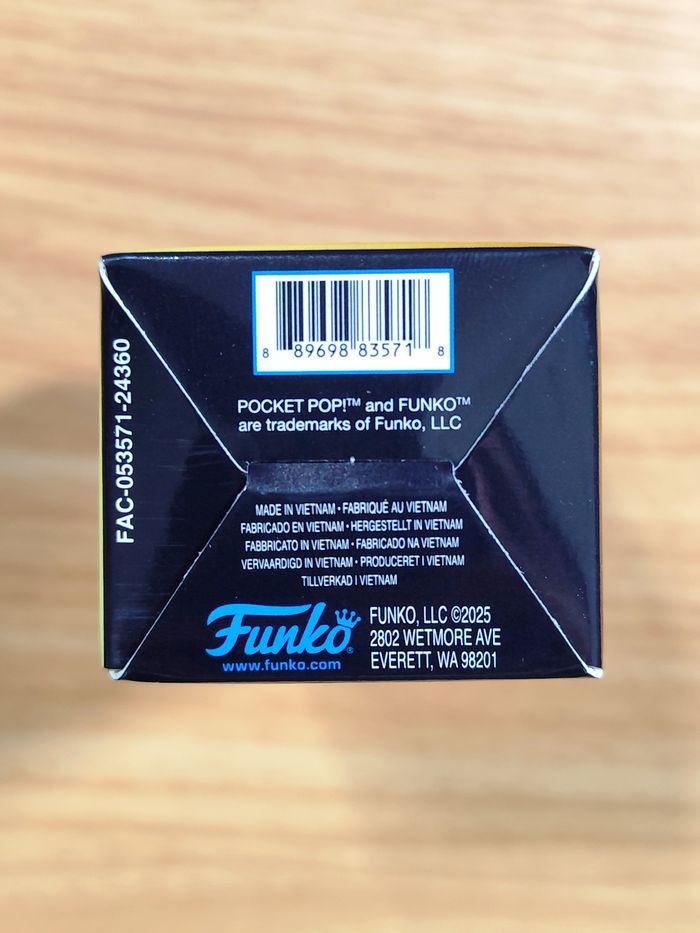 8 89698 83571 8
POCKET POP!™ and FUNKO™
are trademarks of Funko, LLC
FAC-053571-24360
MADE IN VIETNAM • FABRIQUÉ AU VIETNAM
FABRICADO EN VIETNAM • HERGESTELLT IN VIETNAM
FABBRICATO IN VIETNAM • FABRICADO NA VIETNAM
VERVAARDIGD IN VIETNAM • PRODUCERET I VIETNAM
TILLVERKAD I VIETNAM
Funko®
www.funko.com
FUNKO, LLC ©2025
2802 WETMORE AVE
EVERETT, WA 98201